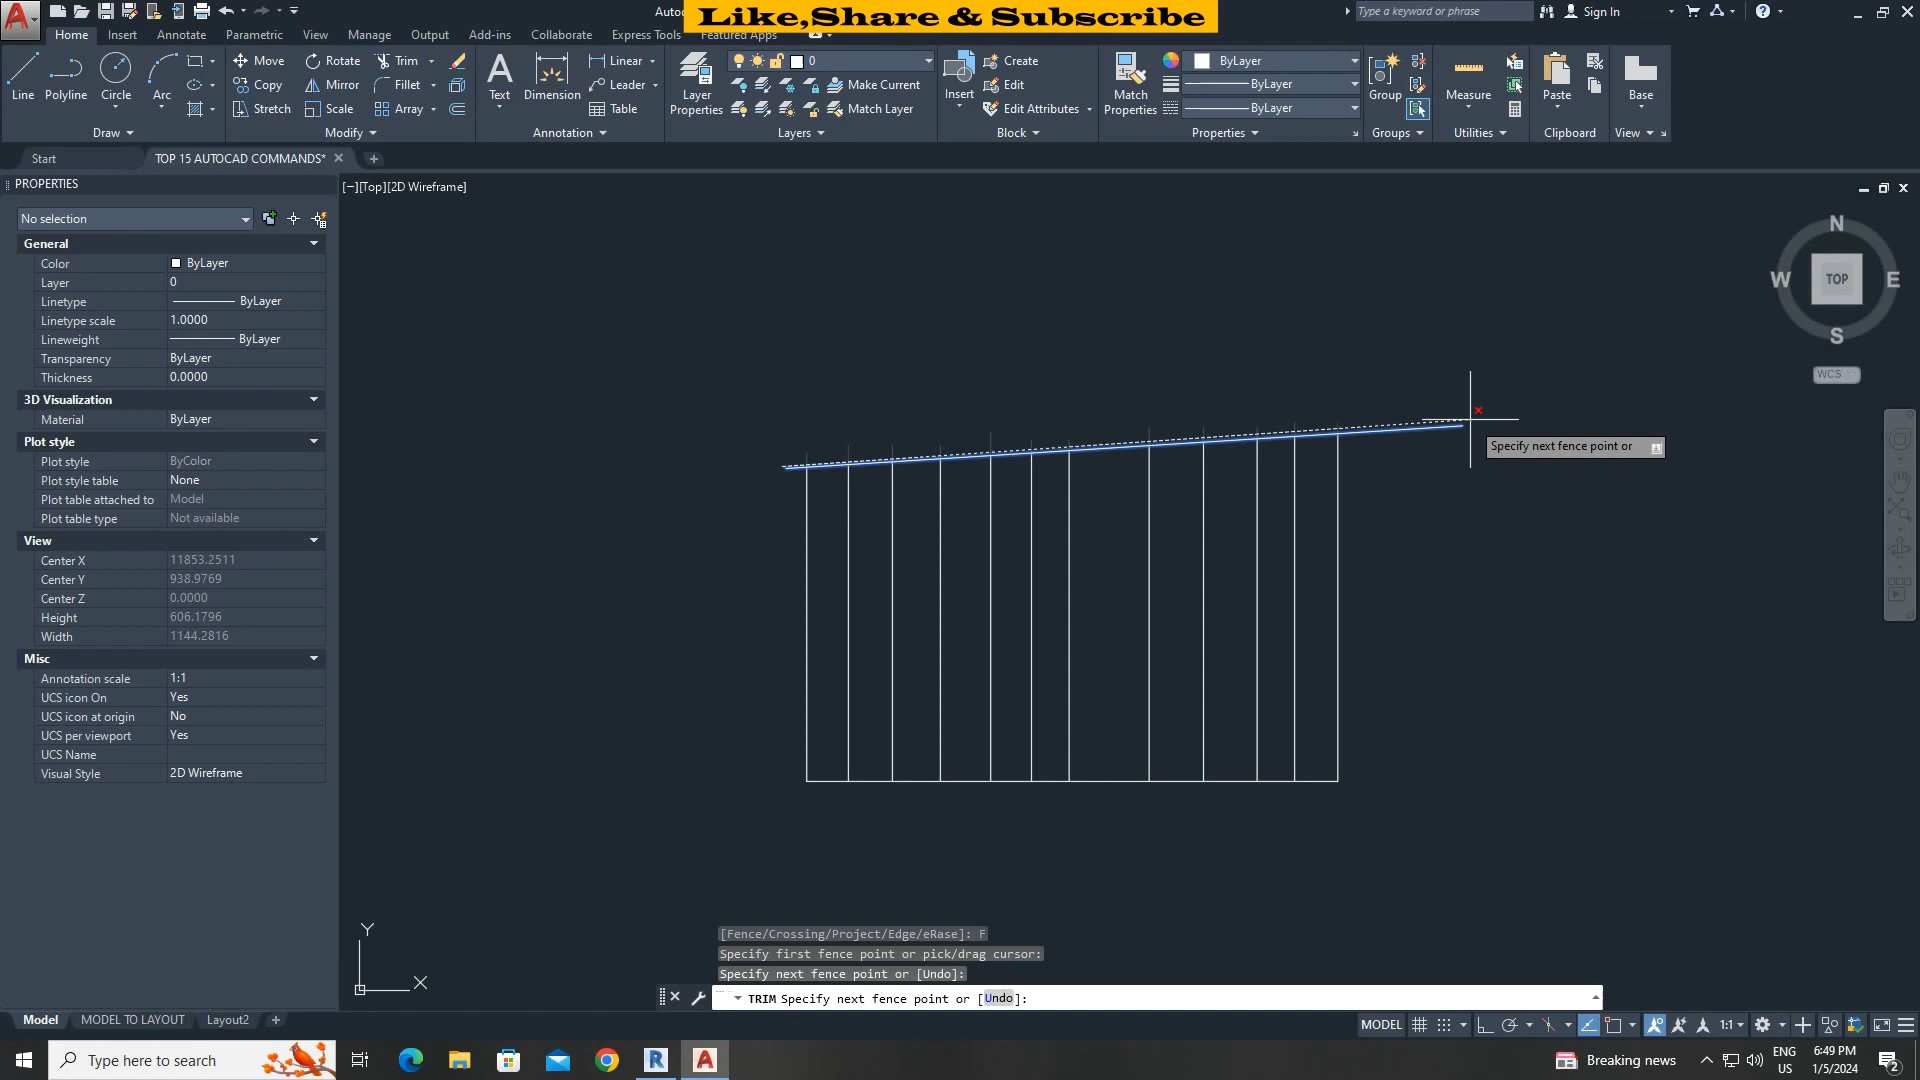 Autoc
Like,Share & Subscribe
Type a keyword or phrase
Sign In
Home
Insert
Annotate
Parametric
View
Manage
Output
Add-ins
Collaborate
Express Tools
Featured Apps
Line
Polyline
Circle
Arc
Move
Copy
Stretch
Rotate
Mirror
Scale
Trim
Fillet
Array
Text
Dimension
Linear
Leader
Table
Layer
Properties
0
Make Current
Match Layer
Insert
Create
Edit
Edit Attributes
Match
Properties
ByLayer
ByLayer
ByLayer
Group
Measure
Paste
Base
Draw
Modify
Annotation
Layers
Block
Properties
Groups
Utilities
Clipboard
View
Start
TOP 15 AUTOCAD COMMANDS*
PROPERTIES
[−][Top][2D Wireframe]
No selection
General
Color ByLayer
Layer 0
Linetype ByLayer
Linetype scale 1.0000
Lineweight ByLayer
Transparency ByLayer
Thickness 0.0000
3D Visualization
Material ByLayer
Plot style
Plot style ByColor
Plot style table None
Plot table attached to Model
Plot table type Not available
View
Center X 11853.2511
Center Y 938.9769
Center Z 0.0000
Height 606.1796
Width 1144.2816
Misc
Annotation scale 1:1
UCS icon On Yes
UCS icon at origin No
UCS per viewport Yes
UCS Name
Visual Style 2D Wireframe
N
W TOP E
S
WCS
Specify next fence point or
Y
X
[Fence/Crossing/Project/Edge/eRase]: F
Specify first fence point or pick/drag cursor:
Specify next fence point or [Undo]:
TRIM Specify next fence point or [Undo]:
Model
MODEL TO LAYOUT
Layout2
MODEL
1:1
Type here to search
Breaking news
ENG
US
6:49 PM
1/5/2024
2